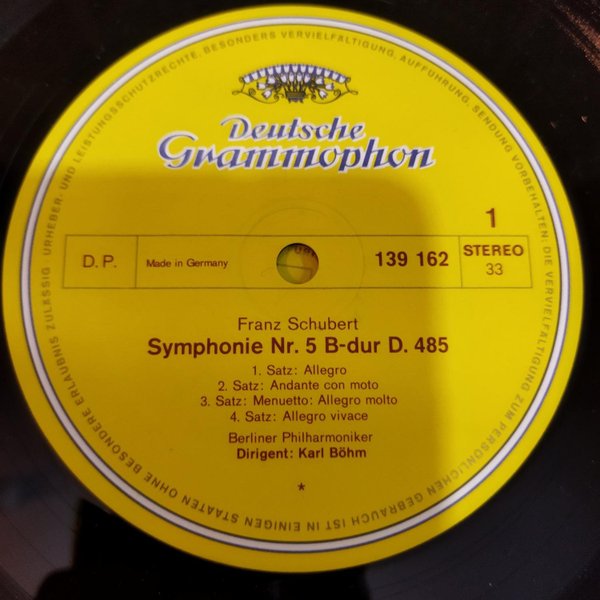 Deutsche
Grammophon
1
D. P.
Made in Germany
139 162
STEREO
33
Franz Schubert
Symphonie Nr. 5 B-dur D. 485
1. Satz: Allegro
2. Satz: Andante con moto
3. Satz: Menuetto: Allegro molto
4. Satz: Allegro vivace
Berliner Philharmoniker
Dirigent: Karl Böhm
*
URHEBER- UND LEISTUNGSSCHUTZRECHTE, BESONDERS VERVIELFÄLTIGUNG, AUFFÜHRUNG, SENDUNG VORBEHALTEN; DIE VERVIELFÄLTIGUNG ZUM PERSÖNLICHEN GEBRAUCH IST IN EINIGEN STAATEN OHNE BESONDERE ERLAUBNIS ZULÄSSIG